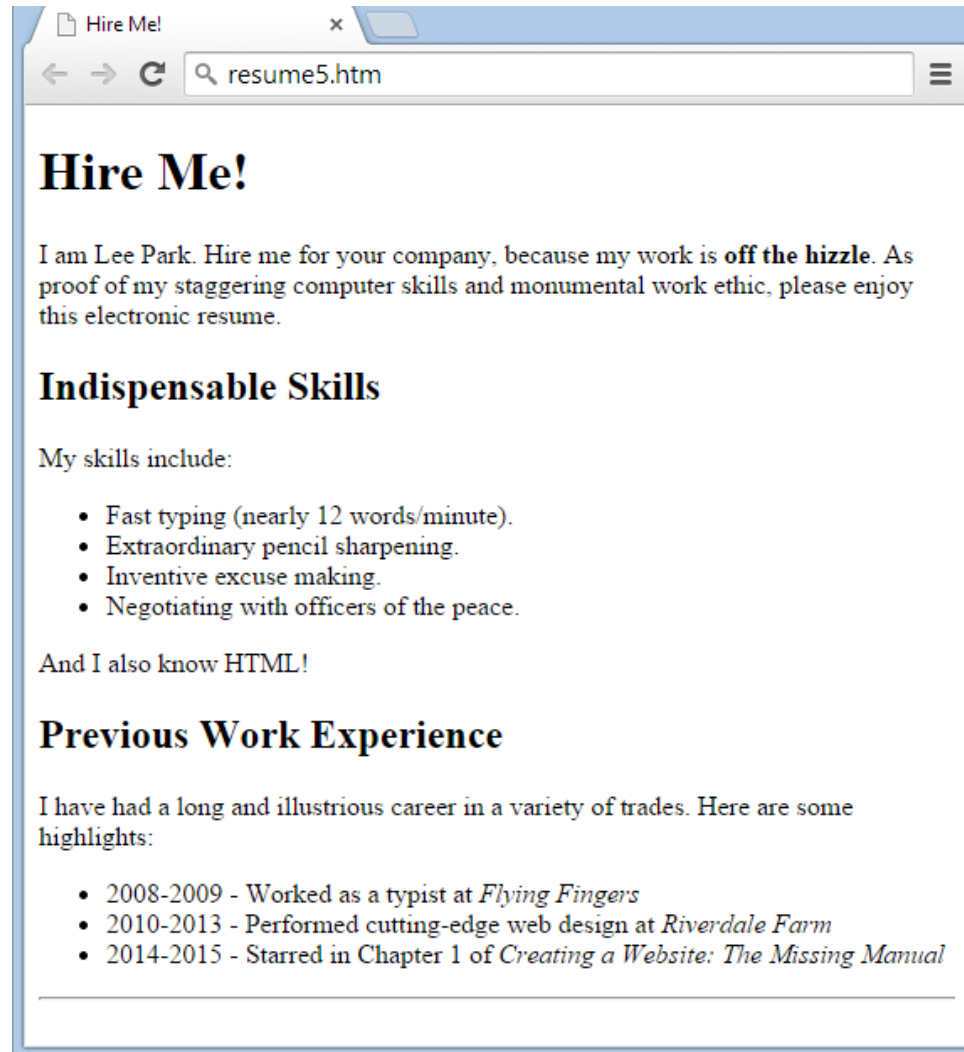 Hire Me!
resume5.htm
Hire Me!
I am Lee Park. Hire me for your company, because my work is off the hizzle. As
proof of my staggering computer skills and monumental work ethic, please enjoy
this electronic resume.
Indispensable Skills
My skills include:
• Fast typing (nearly 12 words/minute).
• Extraordinary pencil sharpening.
• Inventive excuse making.
• Negotiating with officers of the peace.
And I also know HTML!
Previous Work Experience
I have had a long and illustrious career in a variety of trades. Here are some
highlights:
• 2008-2009 - Worked as a typist at Flying Fingers
• 2010-2013 - Performed cutting-edge web design at Riverdale Farm
• 2014-2015 - Starred in Chapter 1 of Creating a Website: The Missing Manual